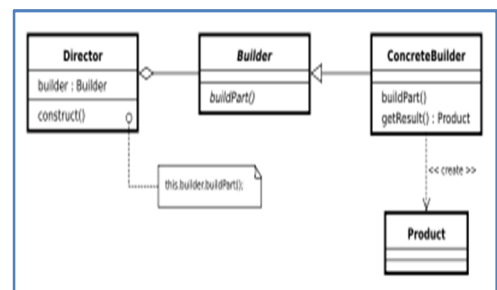 Director
builder : Builder
construct()
this.builder.buildPart();
Builder
buildPart()
ConcreteBuilder
buildPart()
getResult() : Product
<< create >>
Product